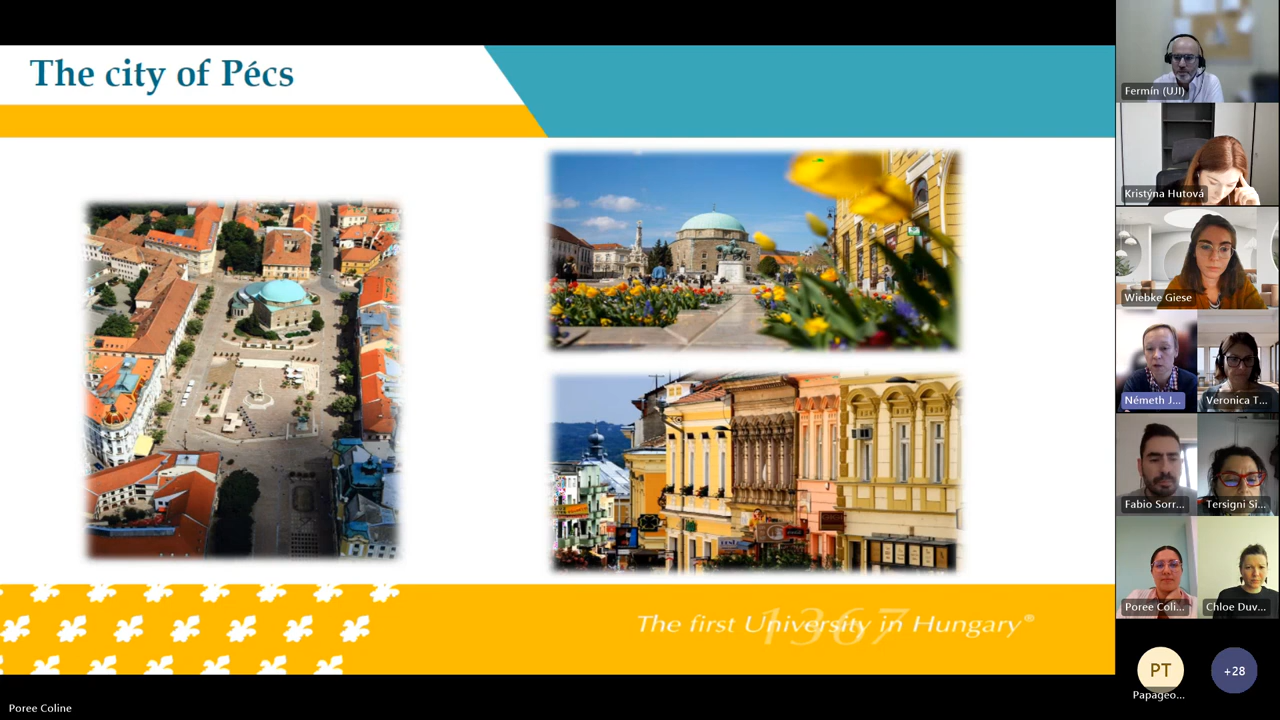 The city of Pécs
1367
The first University in Hungary®
Poree Coline
Fermín (UJI)
Kristýna Hutová
Wiebke Giese
Németh J...
Veronica T...
Fabio Sorr...
Tersigni Si...
Poree Coli...
Chloe Duv...
PT
Papageo...
+28